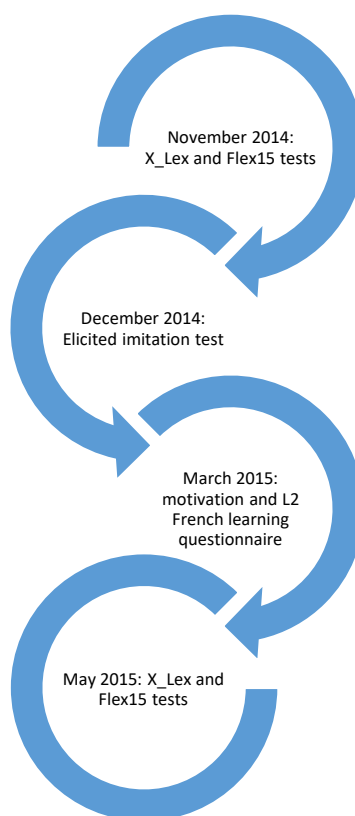 November 2014:
X_Lex and Flex15 tests
December 2014:
Elicited imitation test
March 2015:
motivation and L2
French learning
questionnaire
May 2015: X_Lex and
Flex15 tests